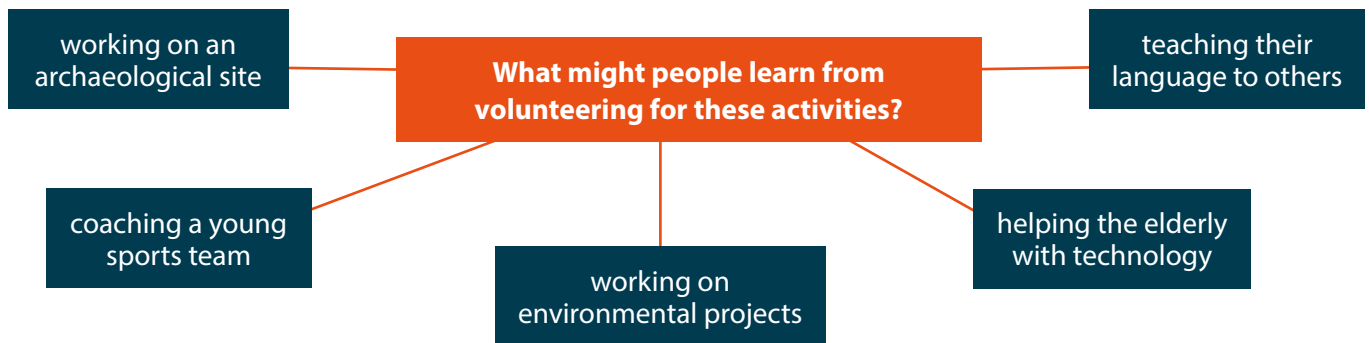 What might people learn from
volunteering for these activities?
working on an
archaeological site
teaching their
language to others
coaching a young
sports team
working on
environmental projects
helping the elderly
with technology